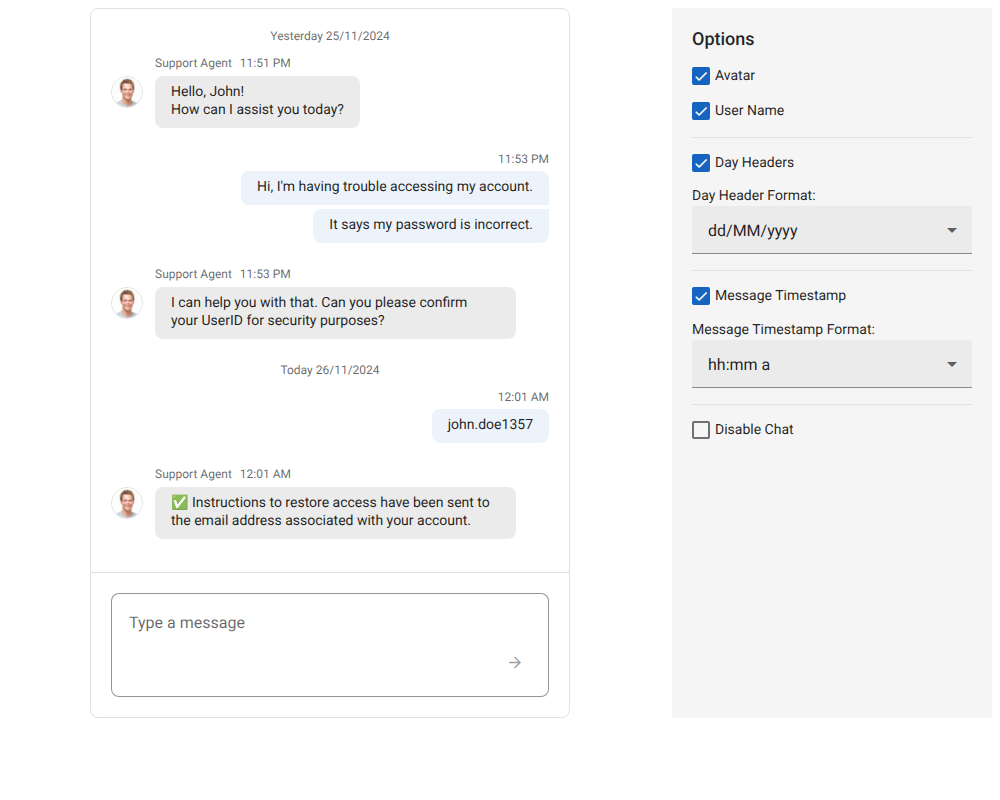 Yesterday 25/11/2024
Support Agent 11:51 PM
Hello, John!
How can I assist you today?
11:53 PM
Hi, I'm having trouble accessing my account.
It says my password is incorrect.
Support Agent 11:53 PM
I can help you with that. Can you please confirm
your UserID for security purposes?
Today 26/11/2024
12:01 AM
john.doe1357
Support Agent 12:01 AM
✅ Instructions to restore access have been sent to
the email address associated with your account.
Type a message
Options
Avatar
User Name
Day Headers
Day Header Format:
dd/MM/yyyy
Message Timestamp
Message Timestamp Format:
hh:mm a
Disable Chat